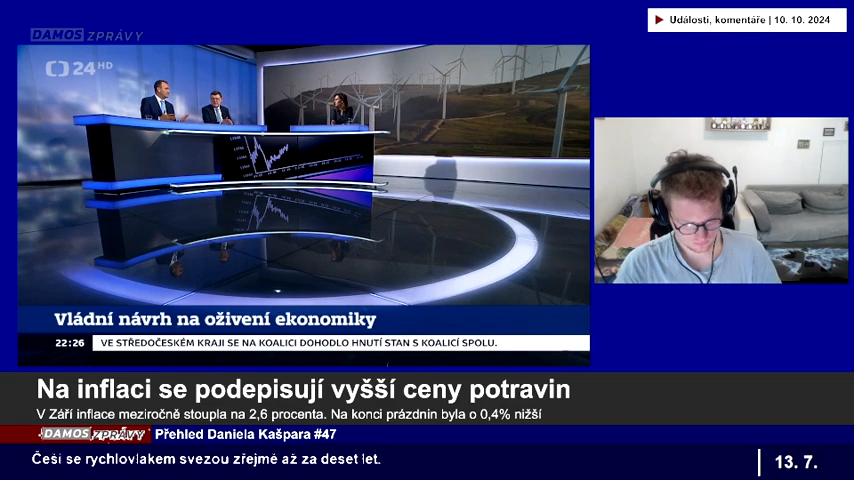 Události, komentáře | 10. 10. 2024
DAMOS ZPRÁVY
24 HD
Vládní návrh na oživení ekonomiky
22:26 VE STŘEDOČESKÉM KRAJI SE NA KOALICI DOHODLO HNUTÍ STAN S KOALICÍ SPOLU.
Na inflaci se podepisují vyšší ceny potravin
V Září inflace meziročně stoupla na 2,6 procenta. Na konci prázdnin byla o 0,4% nižší
DAMOS ZPRÁVY Přehled Daniela Kašpara #47
Češi se rychlovlakem svezou zřejmě až za deset let.
13. 7.